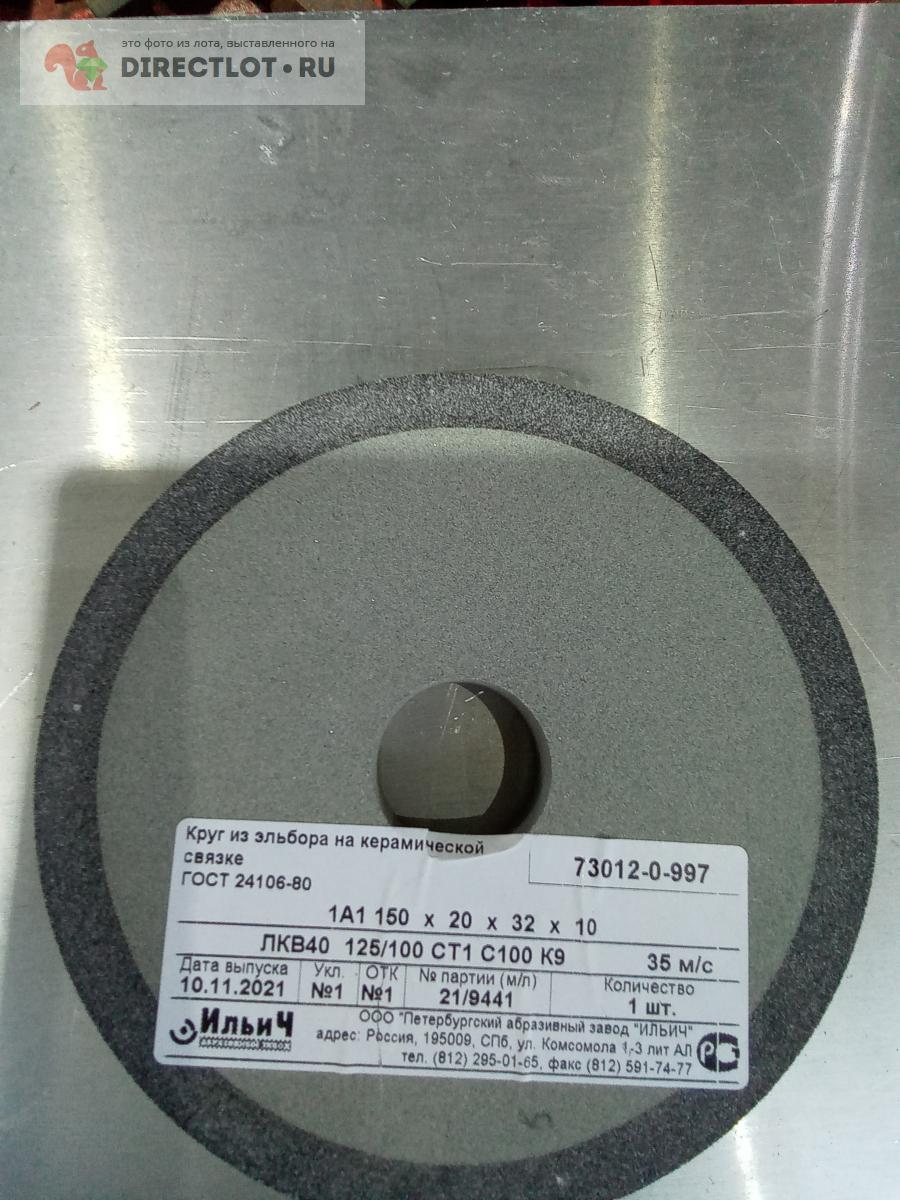 это фото из лота, выставленного на
DIRECTLOT.RU
Круг из эльбора на керамической
связке
ГОСТ 24106-80
73012-0-997
1А1 150 х 20 х 32 х 10
ЛКВ40 125/100 СТ1 С100 К9 35 м/с
Дата выпуска Укл. ОТК № партии (м/л) Количество
10.11.2021 №1 №1 21/9441 1 шт.
ИльиЧ
ООО "Петербургский абразивный завод "ИЛЬИЧ"
адрес: Россия, 195009, СПб, ул. Комсомола 1-3 лит АЛ
тел. (812) 295-01-65, факс (812) 591-74-77